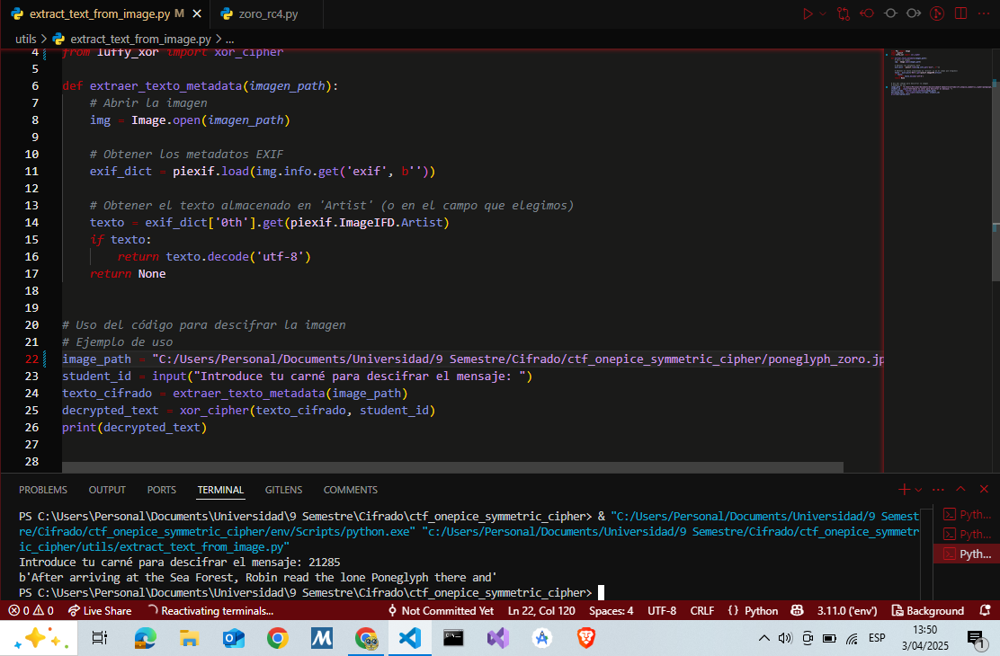 extract_text_from_image.py M
zoro_rc4.py
utils > extract_text_from_image.py > ...
4 from luffy_xor import xor_cipher
5
6 def extraer_texto_metadata(imagen_path):
7 # Abrir la imagen
8 img = Image.open(imagen_path)
9
10 # Obtener los metadatos EXIF
11 exif_dict = piexif.load(img.info.get('exif', b''))
12
13 # Obtener el texto almacenado en 'Artist' (o en el campo que elegimos)
14 texto = exif_dict['0th'].get(piexif.ImageIFD.Artist)
15 if texto:
16 return texto.decode('utf-8')
17 return None
18
19
20 # Uso del código para descifrar la imagen
21 # Ejemplo de uso
22 image_path = "C:/Users/Personal/Documents/Universidad/9 Semestre/Cifrado/ctf_onepice_symmetric_cipher/poneglyph_zoro.jp
23 student_id = input("Introduce tu carné para descifrar el mensaje: ")
24 texto_cifrado = extraer_texto_metadata(image_path)
25 decrypted_text = xor_cipher(texto_cifrado, student_id)
26 print(decrypted_text)
27
28
PROBLEMS OUTPUT PORTS TERMINAL GITLENS COMMENTS
PS C:\Users\Personal\Documents\Universidad\9 Semestre\Cifrado\ctf_onepice_symmetric_cipher> & "C:/Users/Personal/Documents/Universidad/9 Semest
re/Cifrado/ctf_onepice_symmetric_cipher/env/Scripts/python.exe" "c:/Users/Personal/Documents/Universidad/9 Semestre/Cifrado/ctf_onepice_symmetr
ic_cipher/utils/extract_text_from_image.py"
Introduce tu carné para descifrar el mensaje: 21285
b'After arriving at the Sea Forest, Robin read the lone Poneglyph there and'
PS C:\Users\Personal\Documents\Universidad\9 Semestre\Cifrado\ctf_onepice_symmetric_cipher>
Pyth...
Pyth...
Pyth...
0 0 Live Share Reactivating terminals... Not Committed Yet Ln 22, Col 120 Spaces: 4 UTF-8 CRLF {} Python 3.11.0 ('env') Background
ESP
13:50
3/04/2025
1